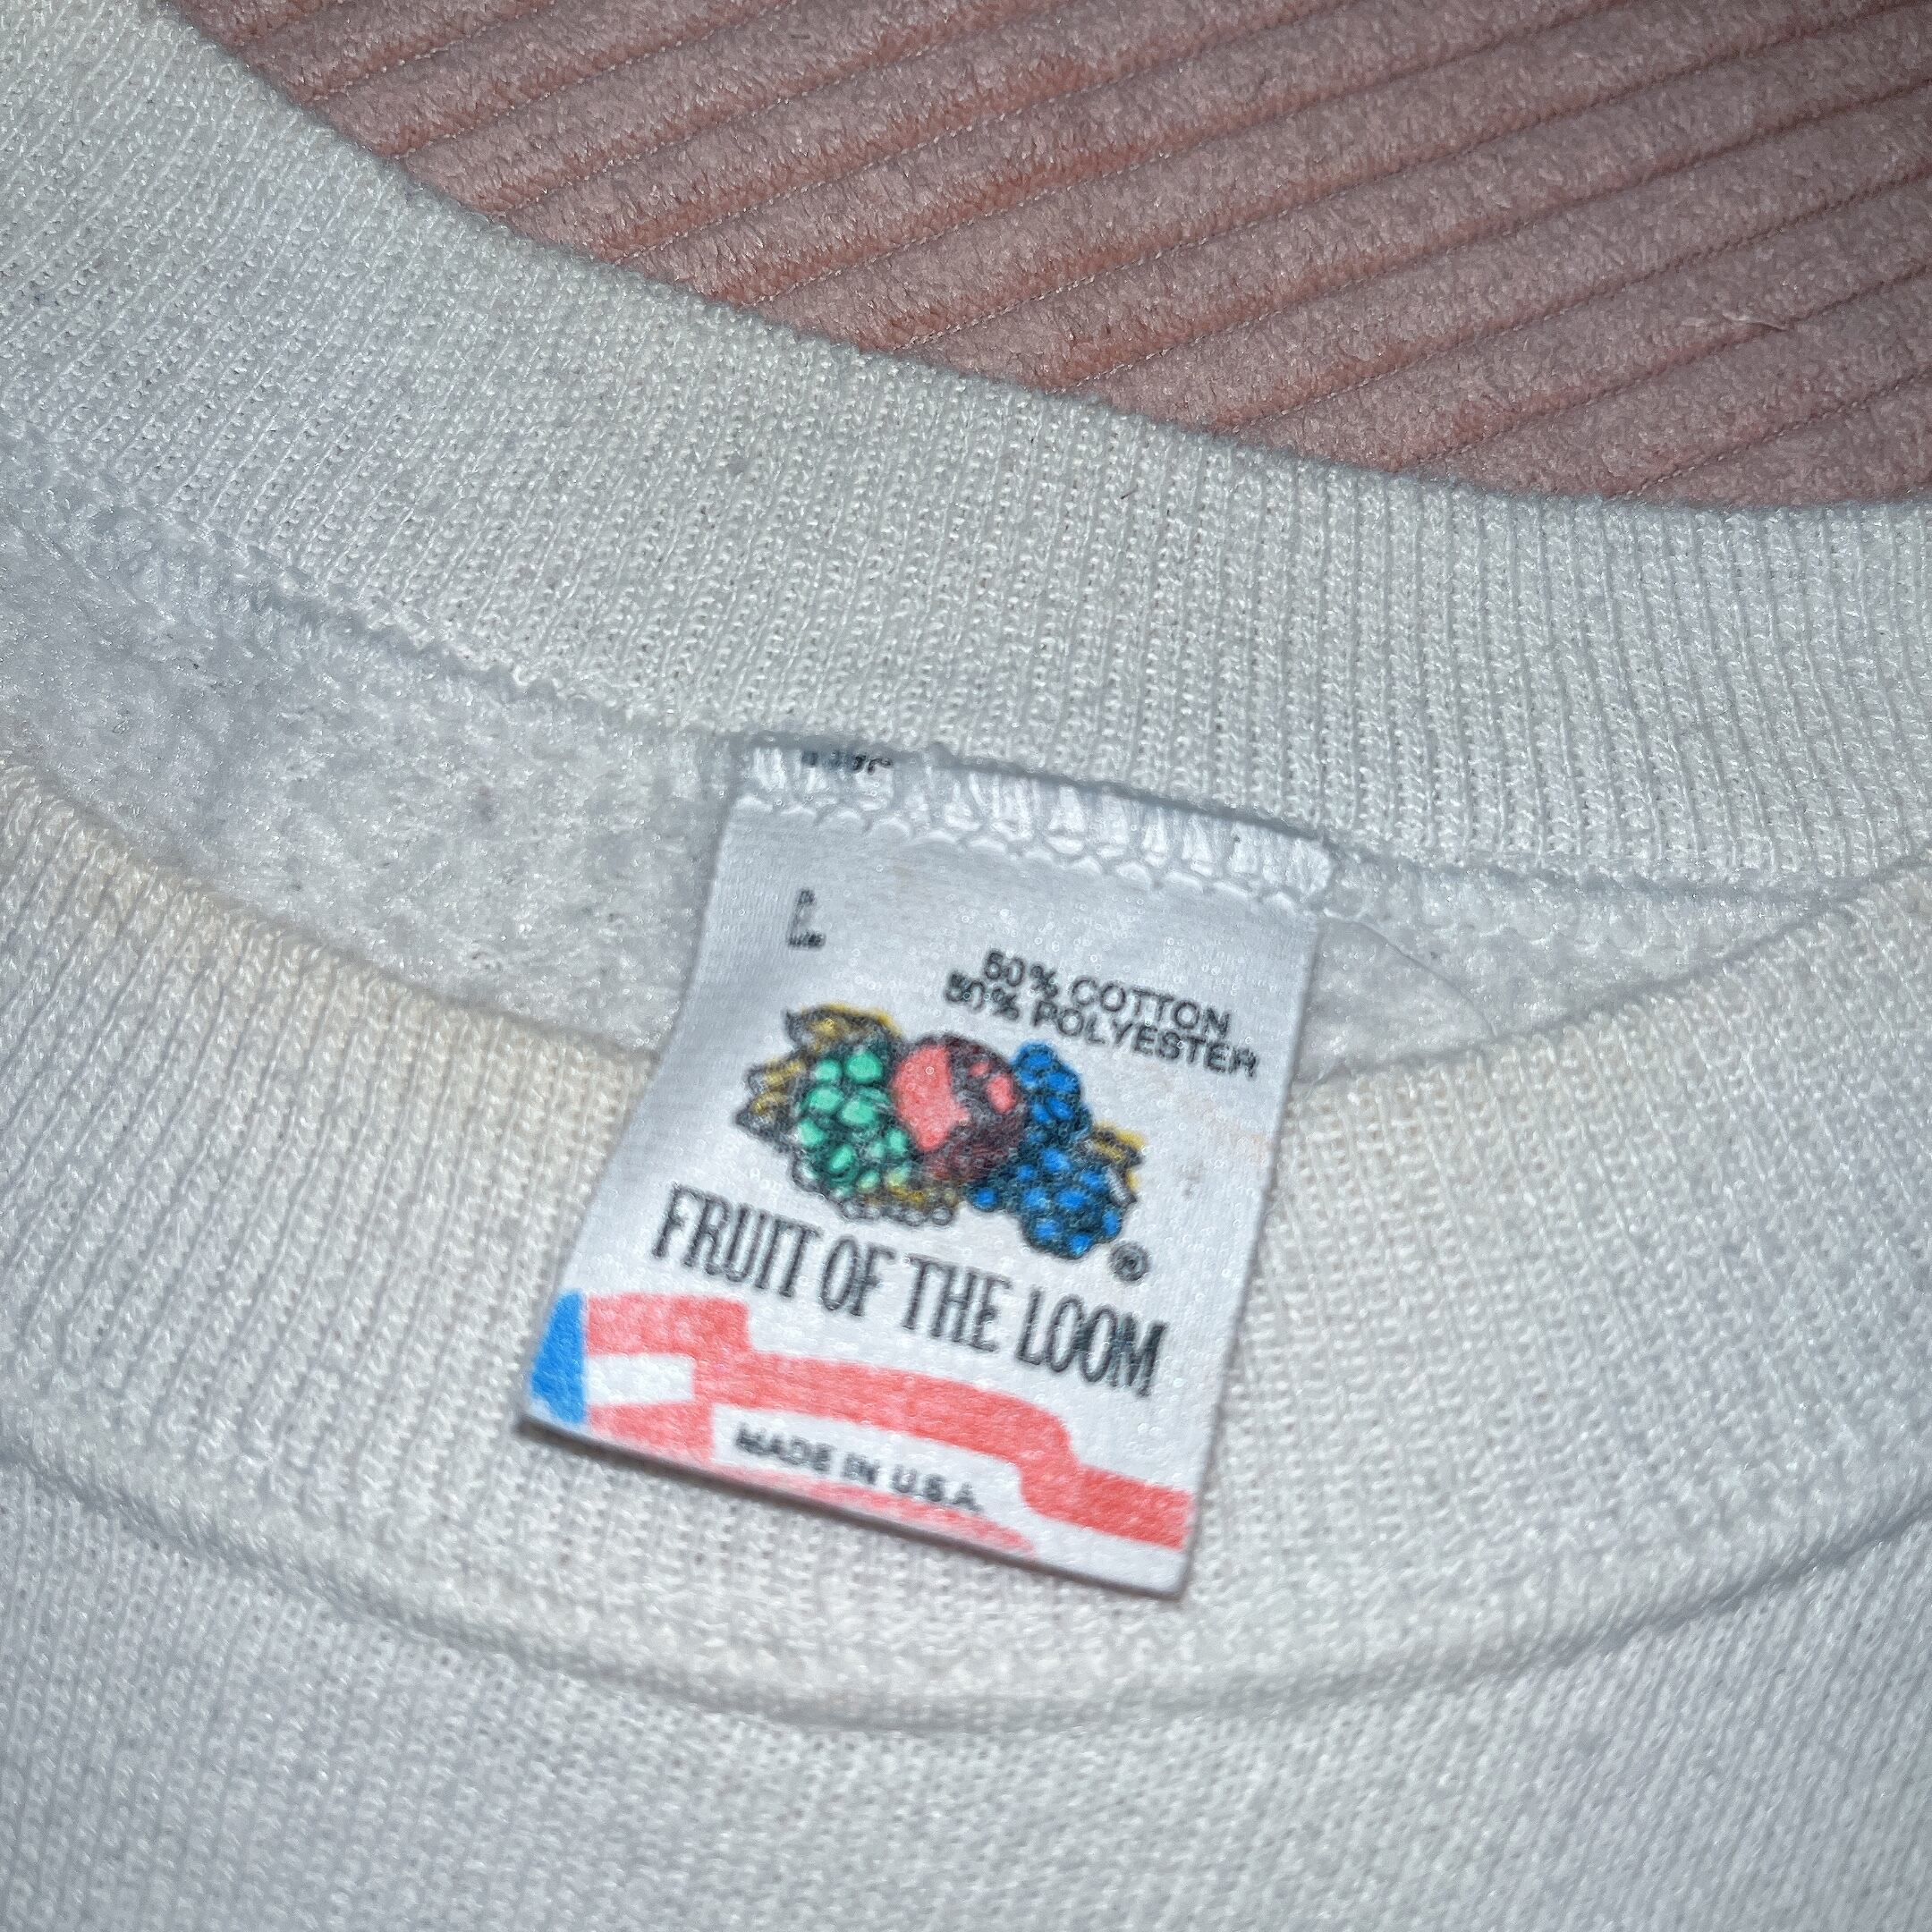 L
50% COTTON
50% POLYESTER
®
FRUIT OF THE LOOM
MADE IN U.S.A.